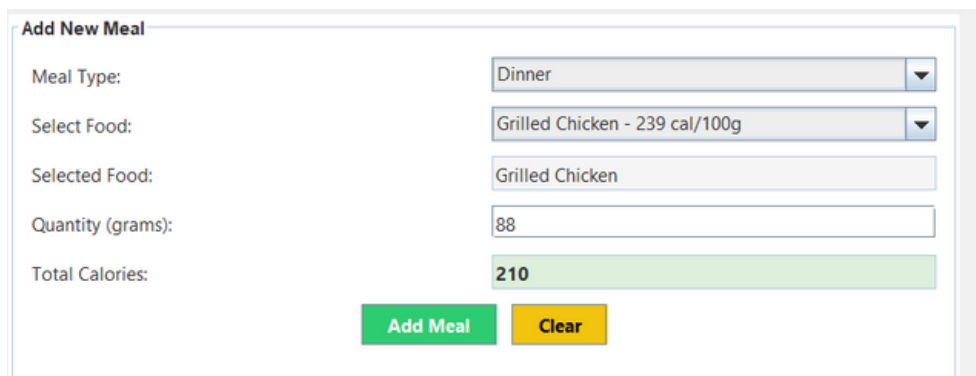 Add New Meal
Meal Type: Dinner
Select Food: Grilled Chicken - 239 cal/100g
Selected Food: Grilled Chicken
Quantity (grams): 88
Total Calories: 210
Add Meal Clear